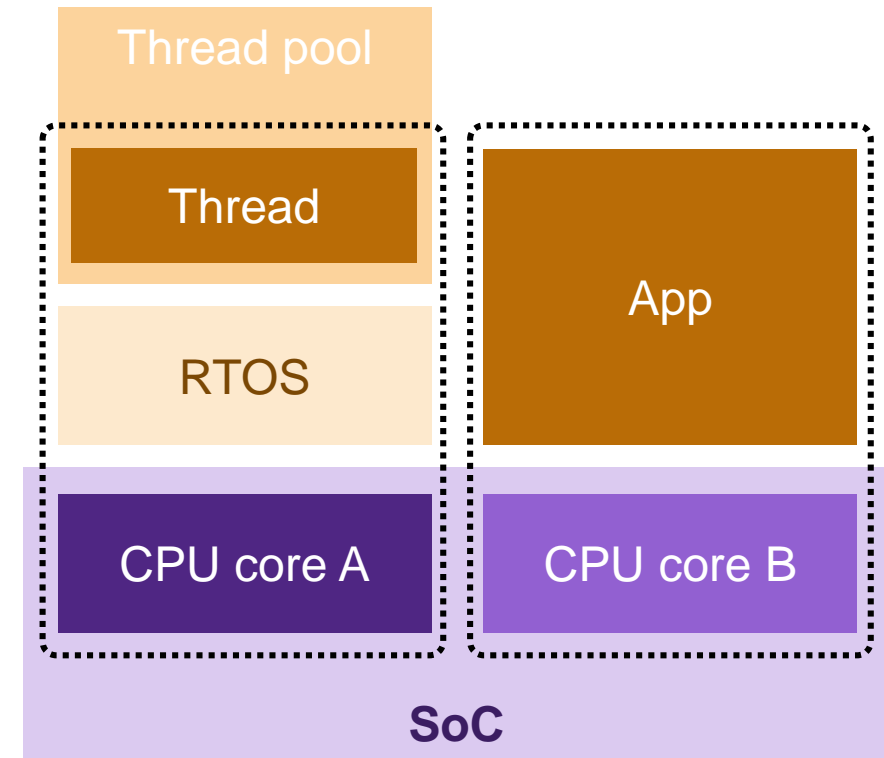 Thread pool
Thread
App
RTOS
CPU core A
CPU core B
SoC